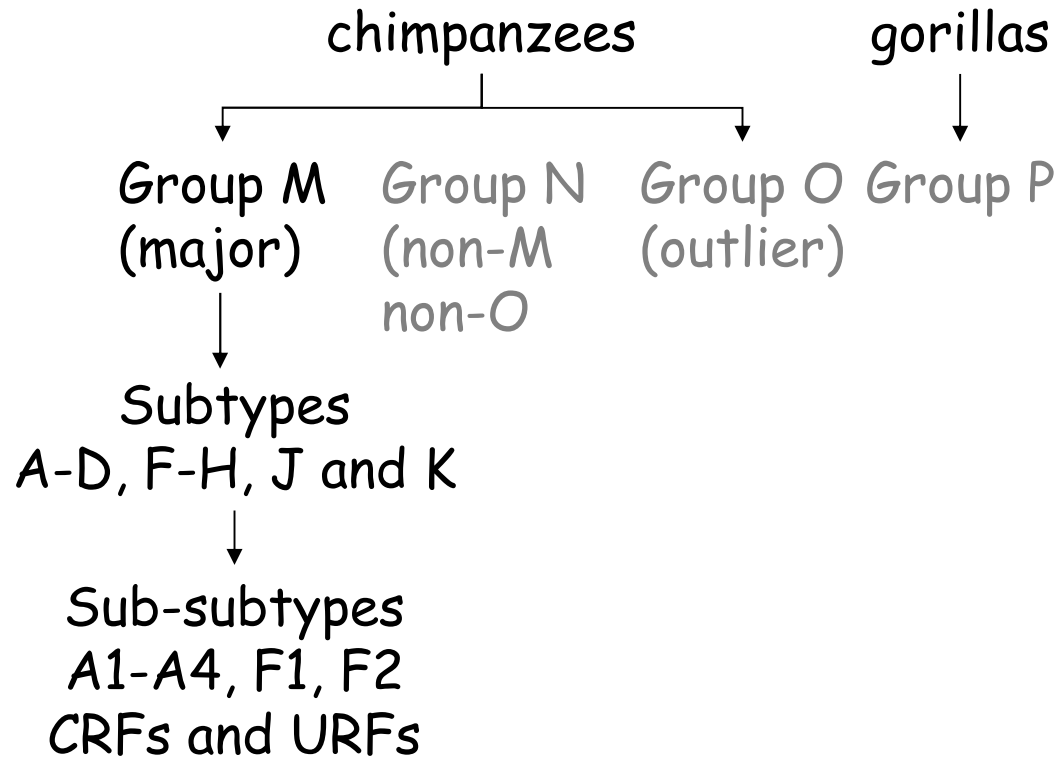 chimpanzees
gorillas
Group M
(major)
Group N
(non-M
non-O
Group O
(outlier)
Group P
Subtypes
A-D, F-H, J and K
Sub-subtypes
A1-A4, F1, F2
CRFs and URFs